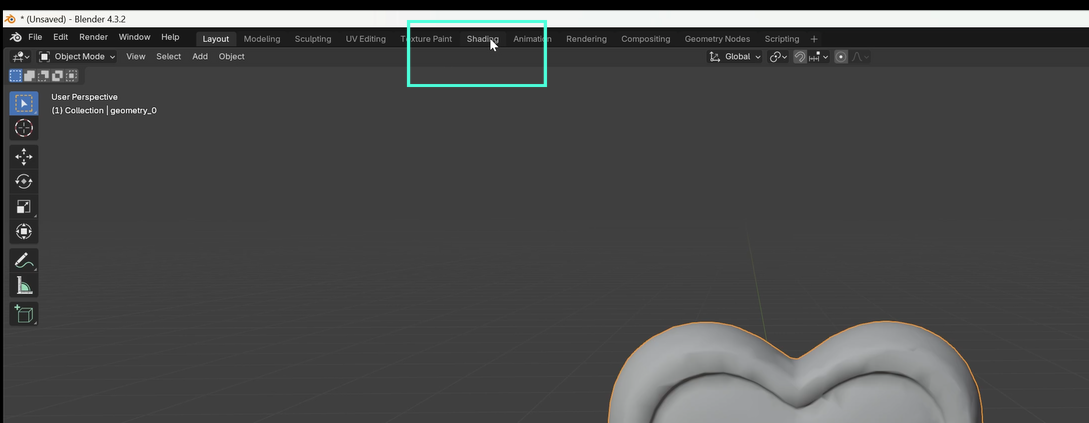 * (Unsaved) - Blender 4.3.2
File Edit Render Window Help Layout Modeling Sculpting UV Editing Texture Paint Shading Animation Rendering Compositing Geometry Nodes Scripting +
Object Mode View Select Add Object Global
User Perspective
(1) Collection | geometry_0